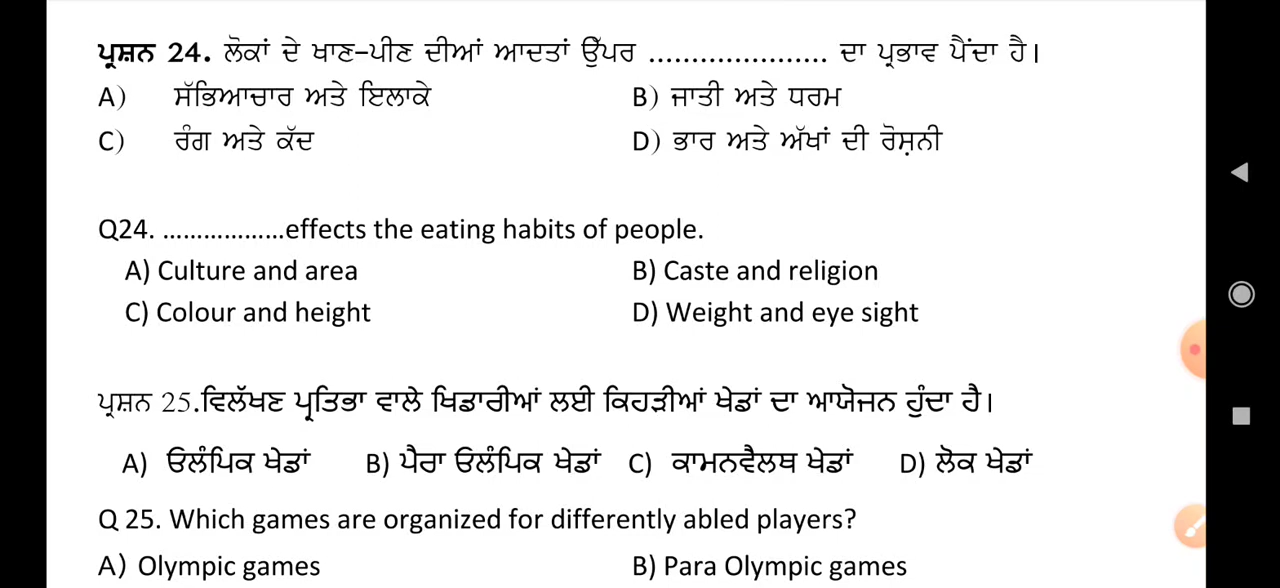 ਪ੍ਰਸ਼ਨ 24. ਲੋਕਾਂ ਦੇ ਖਾਣ-ਪੀਣ ਦੀਆਂ ਆਦਤਾਂ ਉੱਪਰ ..................... ਦਾ ਪ੍ਰਭਾਵ ਪੈਂਦਾ ਹੈ।
A) ਸੱਭਿਆਚਾਰ ਅਤੇ ਇਲਾਕੇ B) ਜਾਤੀ ਅਤੇ ਧਰਮ
C) ਰੰਗ ਅਤੇ ਕੱਦ D) ਭਾਰ ਅਤੇ ਅੱਖਾਂ ਦੀ ਰੋਸ਼ਨੀ
Q24. ..................effects the eating habits of people.
A) Culture and area B) Caste and religion
C) Colour and height D) Weight and eye sight
ਪ੍ਰਸ਼ਨ 25.ਵਿਲੱਖਣ ਪ੍ਰਤਿਭਾ ਵਾਲੇ ਖਿਡਾਰੀਆਂ ਲਈ ਕਿਹੜੀਆਂ ਖੇਡਾਂ ਦਾ ਆਯੋਜਨ ਹੁੰਦਾ ਹੈ।
A) ਓਲੰਪਿਕ ਖੇਡਾਂ B) ਪੈਰਾ ਓਲੰਪਿਕ ਖੇਡਾਂ C) ਕਾਮਨਵੈਲਥ ਖੇਡਾਂ D) ਲੋਕ ਖੇਡਾਂ
Q 25. Which games are organized for differently abled players?
A) Olympic games B) Para Olympic games